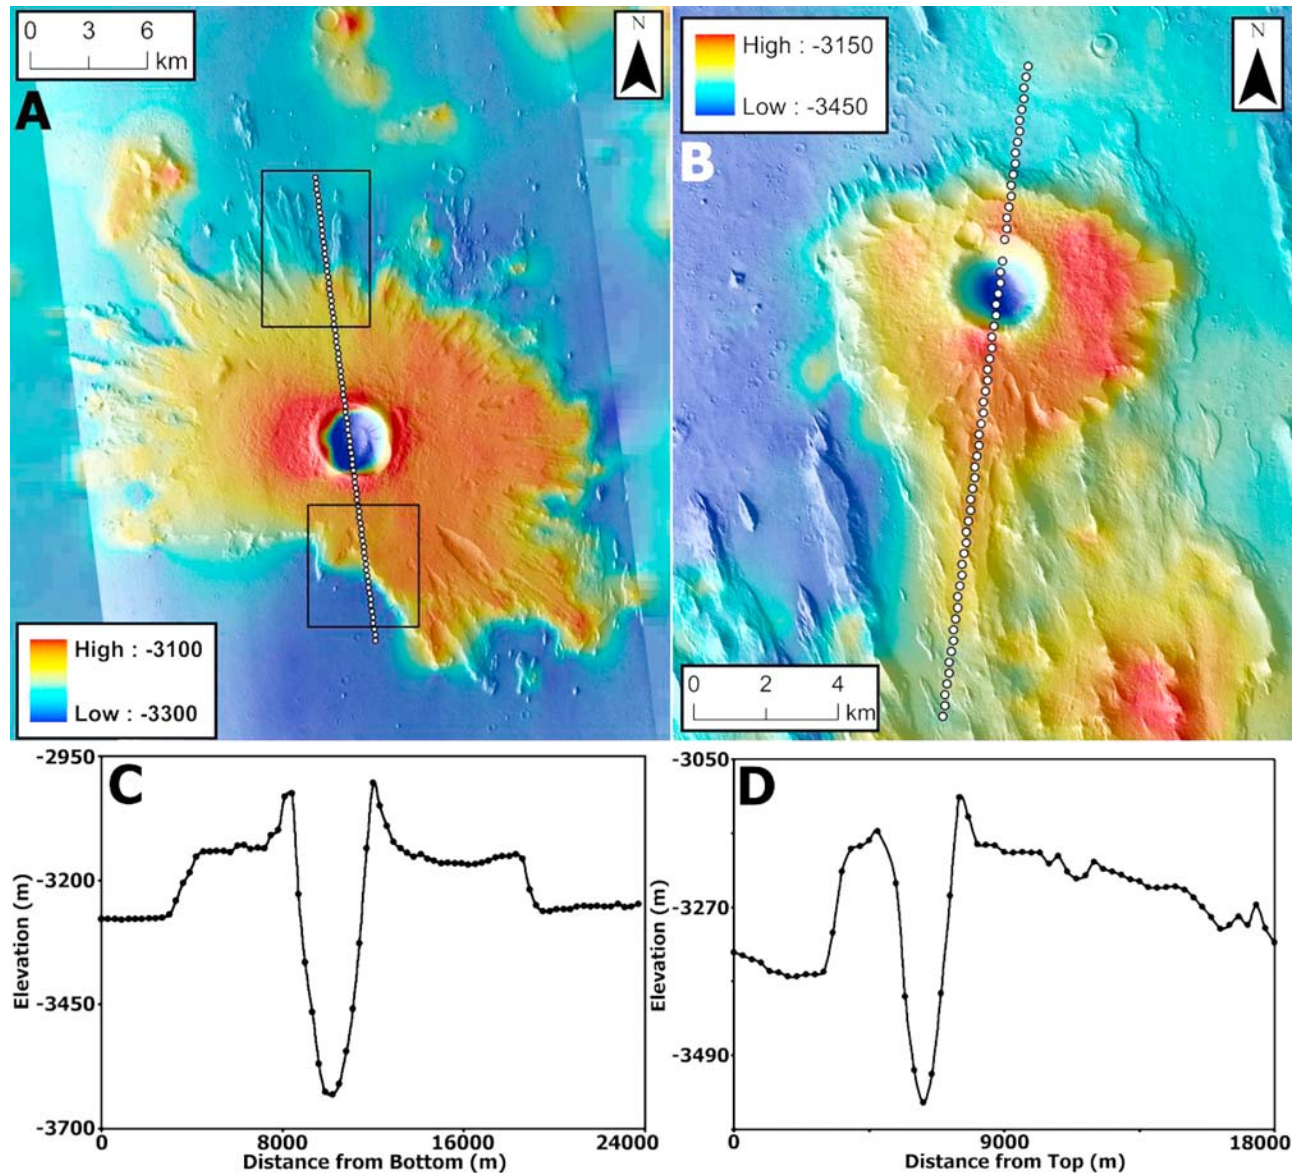 0 3 6
km
N
A
High : -3100
Low : -3300
High : -3150
Low : -3450
N
B
0 2 4
km
C
-2950
-3200
-3450
-3700
Elevation (m)
0 8000 16000 24000
Distance from Bottom (m)
D
-3050
-3270
-3490
Elevation (m)
0 9000 18000
Distance from Top (m)